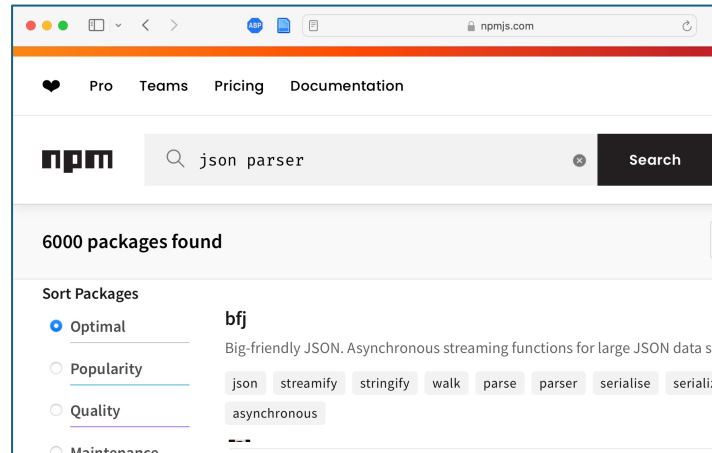 ABP
npmjs.com
Pro Teams Pricing Documentation
npm
json parser
Search
6000 packages found
Sort Packages
Optimal
Popularity
Quality
Maintenance
bfj
Big-friendly JSON. Asynchronous streaming functions for large JSON data s
json streamify stringify walk parse parser serialise
asynchronous